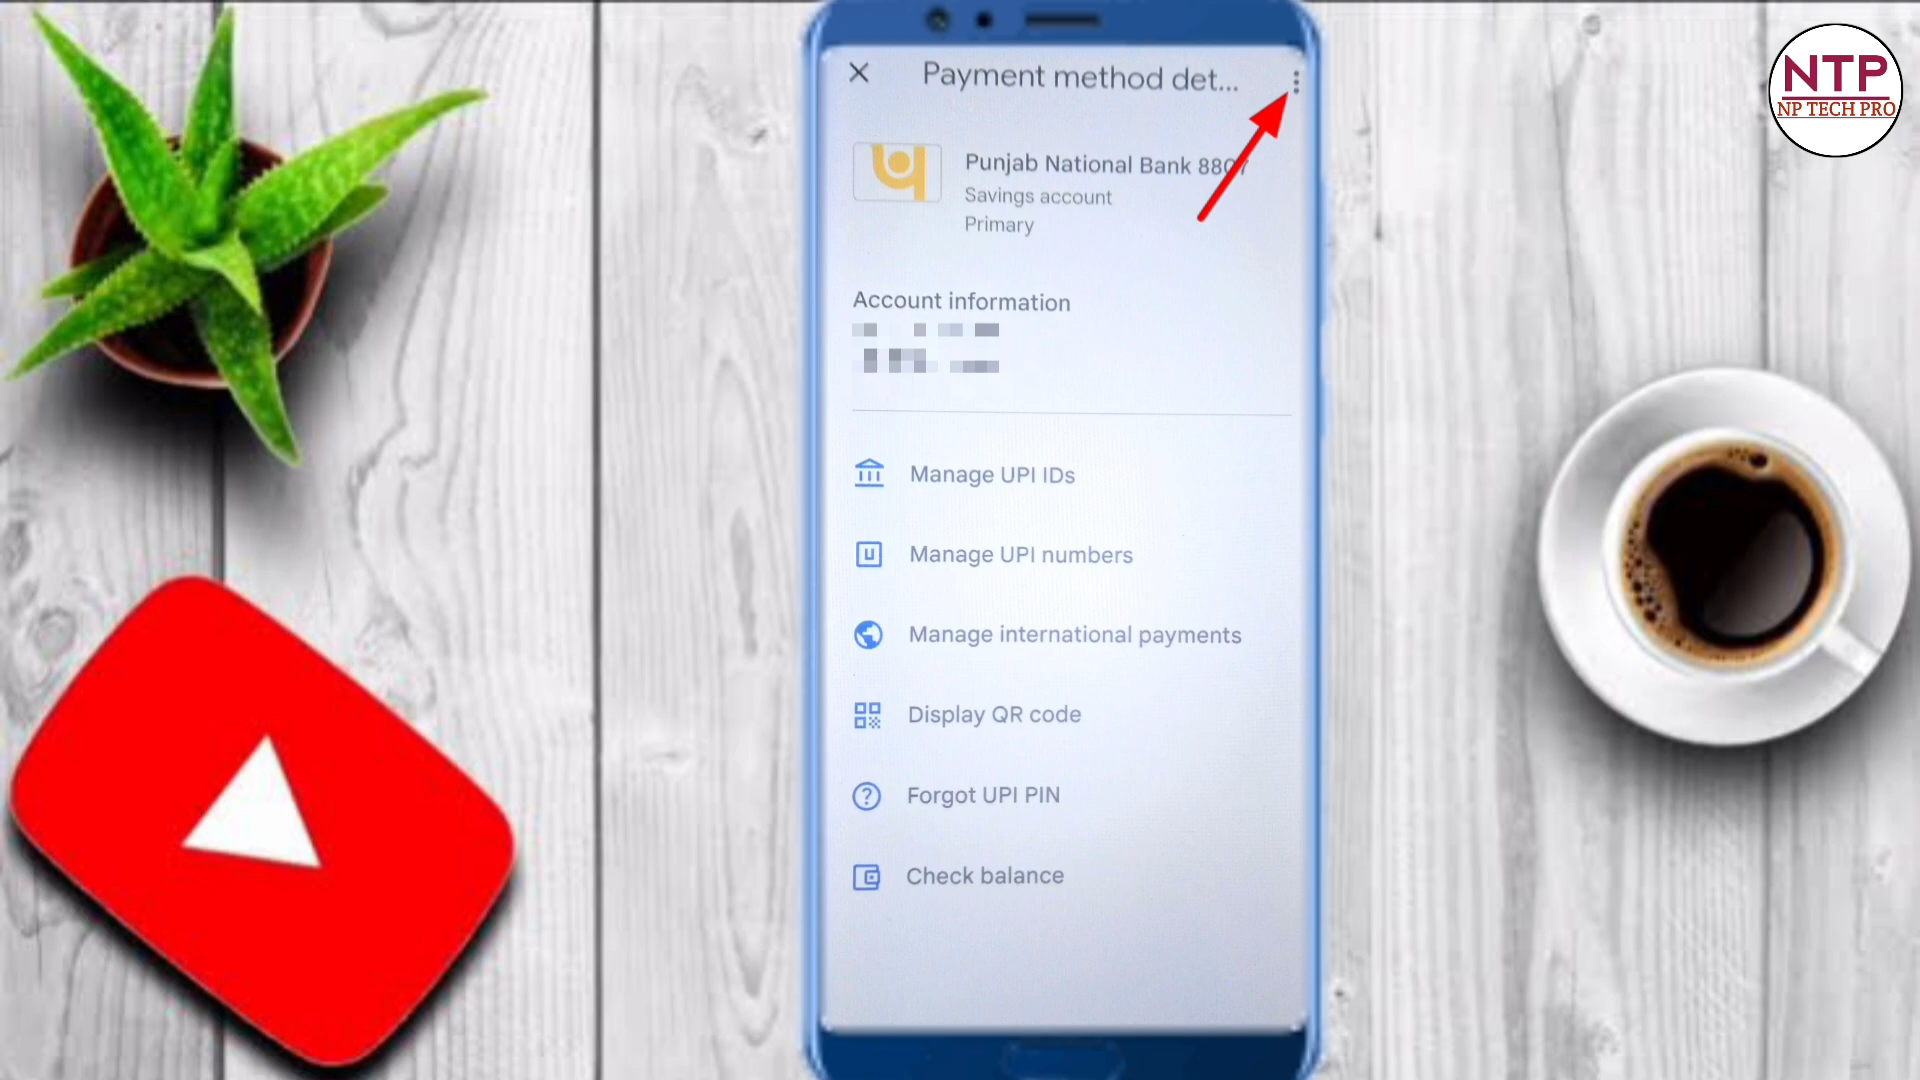 Payment method det...
Punjab National Bank 8807
Savings account
Primary
Account information
Manage UPI IDs
Manage UPI numbers
Manage international payments
Display QR code
Forgot UPI PIN
Check balance
NTP
NP TECH PRO